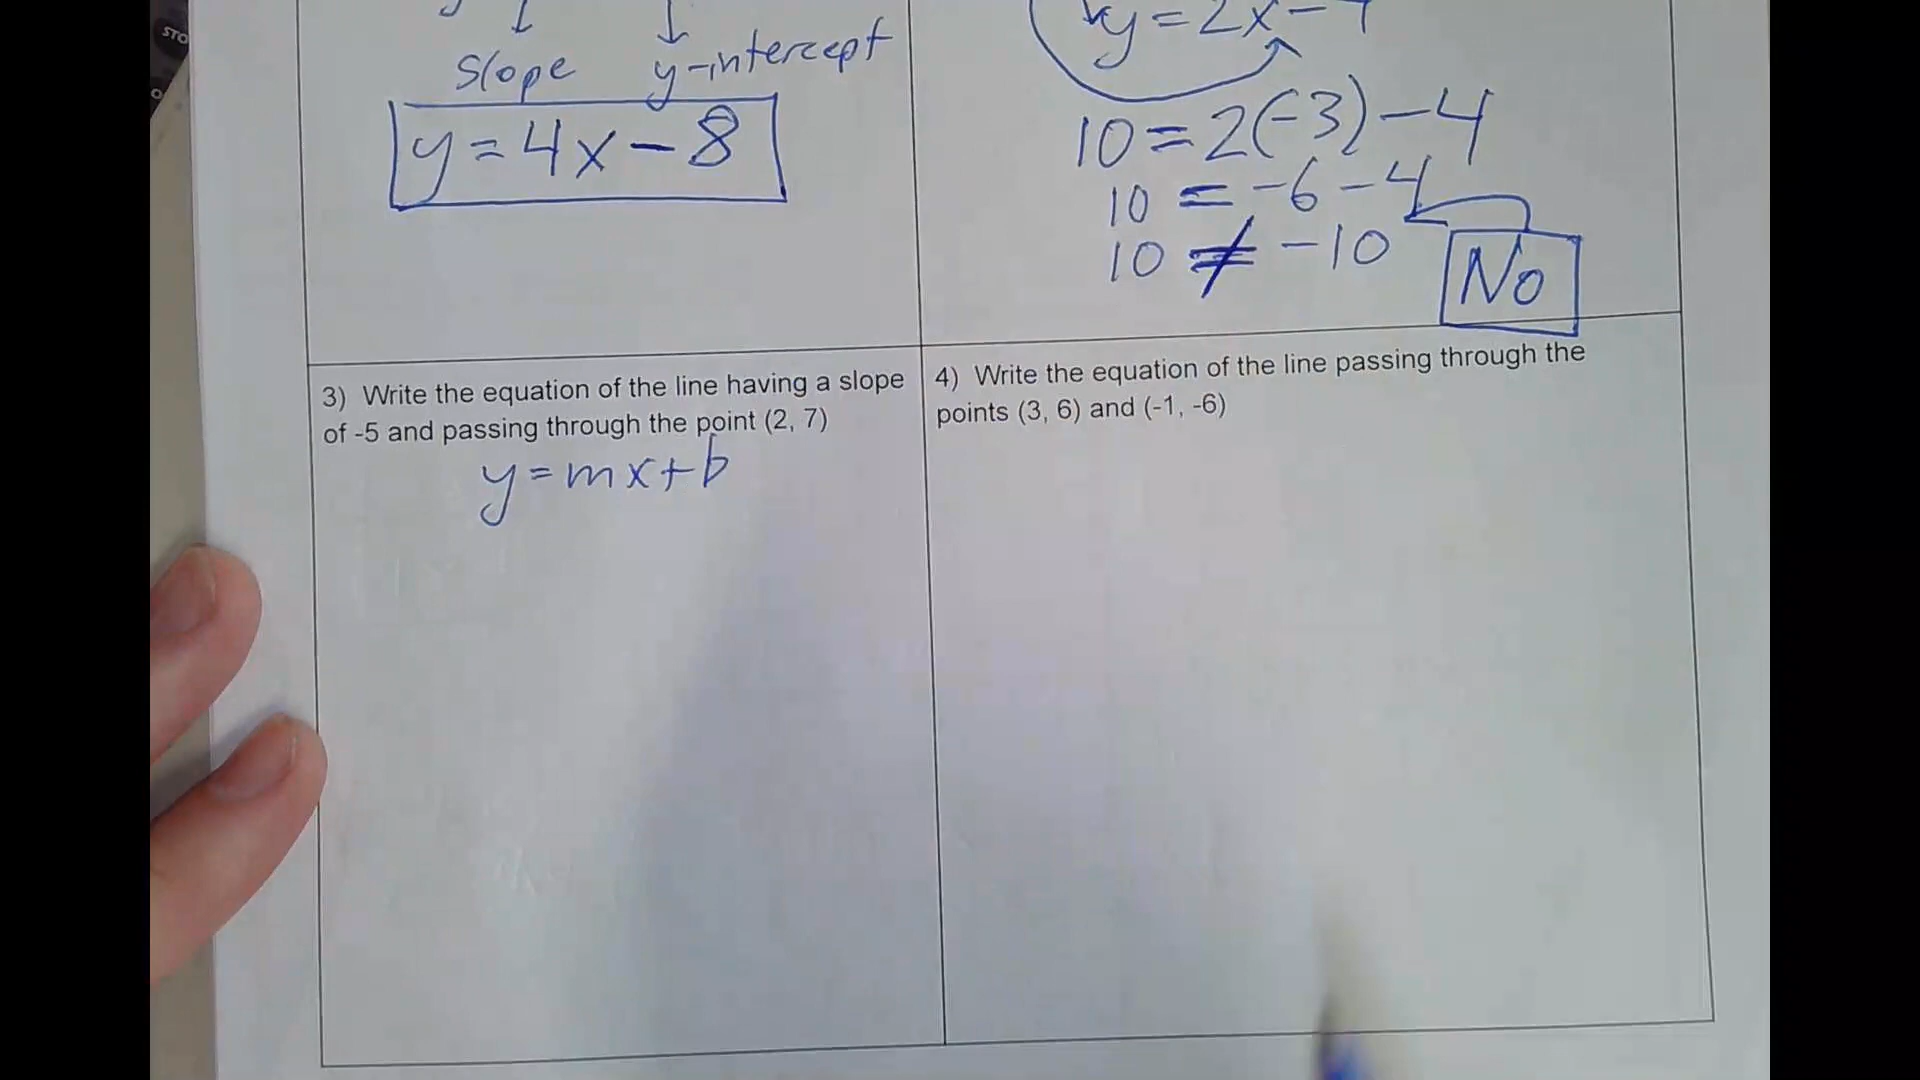 STO
slope y-intercept
y=4x-8
y=2x-
10=2(-3)-4
10=-6-4
10≠-10
No
3) Write the equation of the line having a slope
of -5 and passing through the point (2, 7)
y=mx+b
4) Write the equation of the line passing through the
points (3, 6) and (-1, -6)